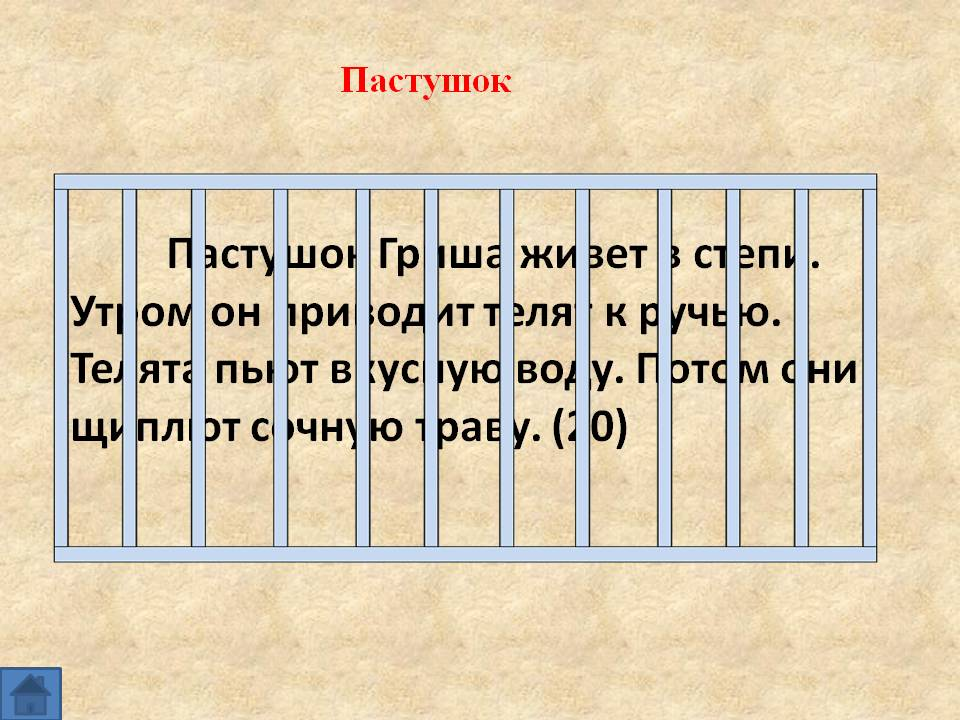 Пастушок
Пастушок Гриша живет в степи.
Утром он приводит телят к ручью.
Телята пьют вкусную воду. Потом они
щиплют сочную траву. (20)